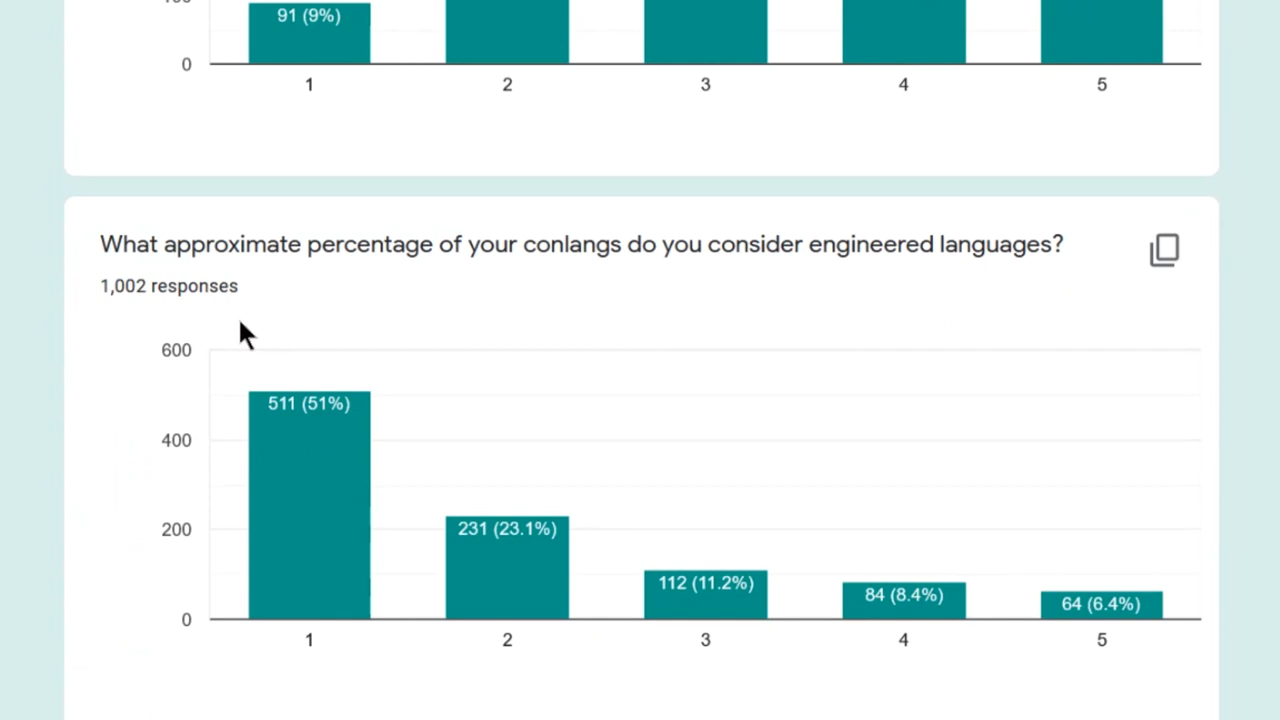 91 (9%)
0
1 2 3 4 5
What approximate percentage of your conlangs do you consider engineered languages?
1,002 responses
600
511 (51%)
400
231 (23.1%)
200
112 (11.2%)
84 (8.4%)
64 (6.4%)
0
1 2 3 4 5